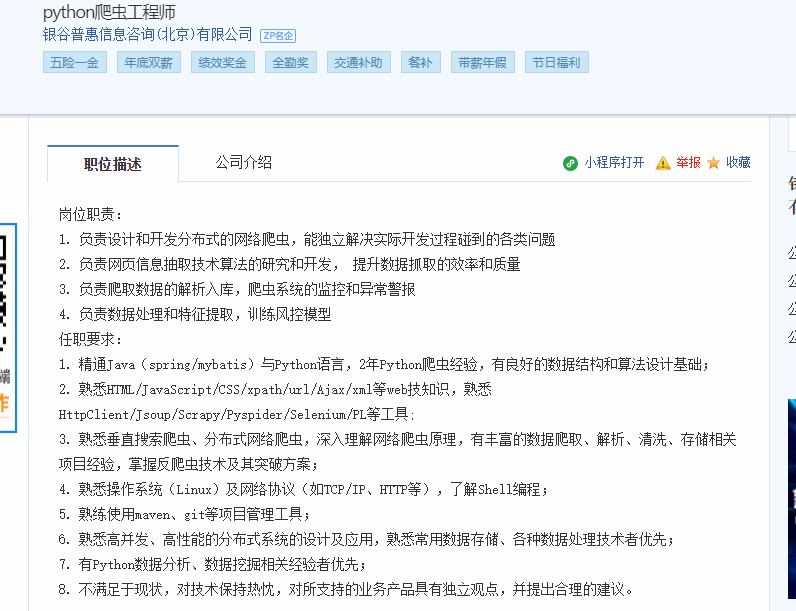 python爬虫工程师
银谷普惠信息咨询(北京)有限公司 ZP名企
五险一金 年底双薪 绩效奖金 全勤奖 交通补助 餐补 带薪年假 节日福利
职位描述 公司介绍 小程序打开 举报 收藏
岗位职责：
1. 负责设计和开发分布式的网络爬虫，能独立解决实际开发过程碰到的各类问题
2. 负责网页信息抽取技术算法的研究和开发， 提升数据抓取的效率和质量
3. 负责爬取数据的解析入库，爬虫系统的监控和异常警报
4. 负责数据处理和特征提取，训练风控模型
任职要求：
1. 精通Java（spring/mybatis）与Python语言，2年Python爬虫经验，有良好的数据结构和算法设计基础；
2. 熟悉HTML/JavaScript/CSS/xpath/url/Ajax/xml等web技知识，熟悉
HttpClient/Jsoup/Scrapy/Pyspider/Selenium/PL等工具；
3. 熟悉垂直搜索爬虫、分布式网络爬虫，深入理解网络爬虫原理，有丰富的数据爬取、解析、清洗、存储相关
项目经验，掌握反爬虫技术及其突破方案；
4. 熟悉操作系统（Linux）及网络协议（如TCP/IP、HTTP等），了解Shell编程；
5. 熟练使用maven、git等项目管理工具；
6. 熟悉高并发、高性能的分布式系统的设计及应用，熟悉常用数据存储、各种数据处理技术者优先；
7. 有Python数据分析、数据挖掘相关经验者优先；
8. 不满足于现状，对技术保持热忱，对所支持的业务产品具有独立观点，并提出合理的建议。